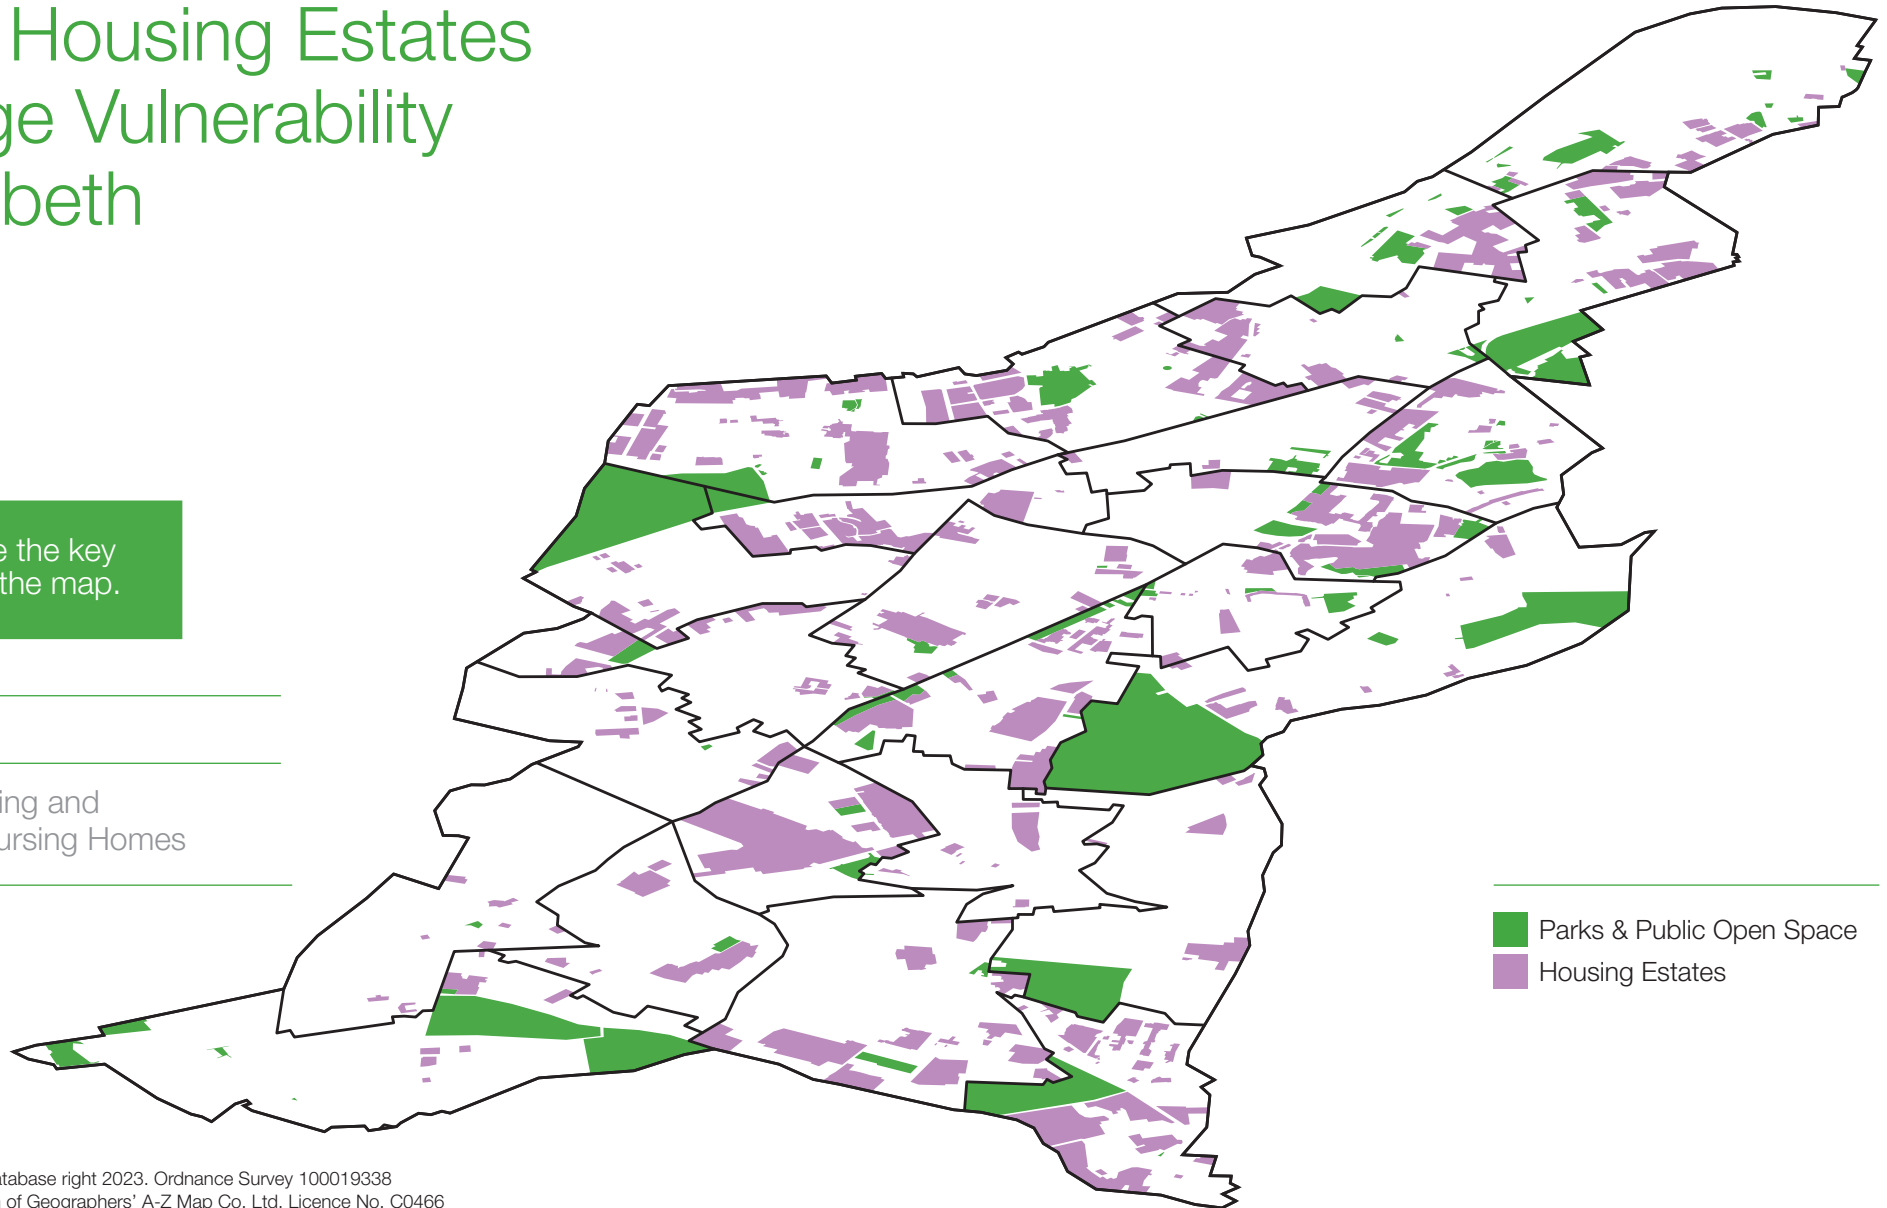 Housing Estates
ge Vulnerability
beth
e the key
the map.
ing and
ursing Homes
Parks & Public Open Space
Housing Estates
atabase right 2023. Ordnance Survey 100019338
n of Geographers' A-Z Map Co. Ltd. Licence No. C0466